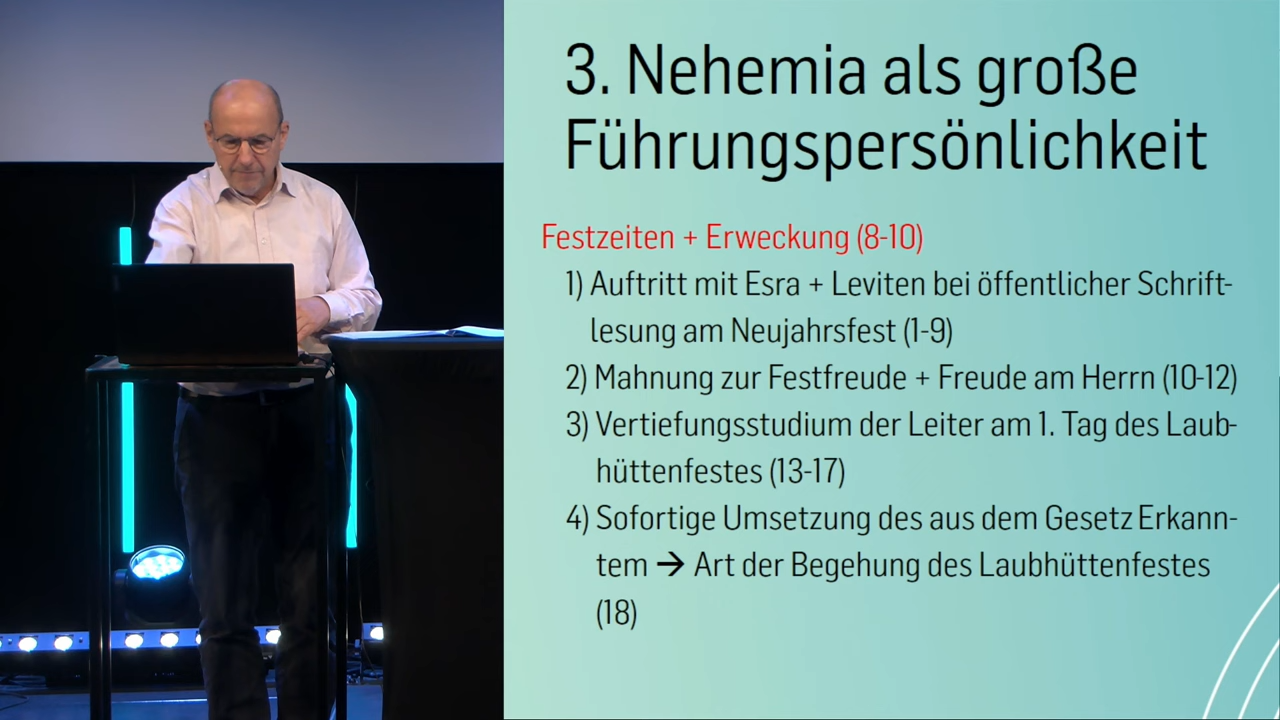 3. Nehemia als große
Führungspersönlichkeit
Festzeiten + Erweckung (8-10)
1) Auftritt mit Esra + Leviten bei öffentlicher Schrift-
lesung am Neujahrsfest (1-9)
2) Mahnung zur Festfreude + Freude am Herrn (10-12)
3) Vertiefungsstudium der Leiter am 1. Tag des Laub-
hüttenfestes (13-17)
4) Sofortige Umsetzung des aus dem Gesetz Erkann-
tem → Art der Begehung des Laubhüttenfestes
(18)